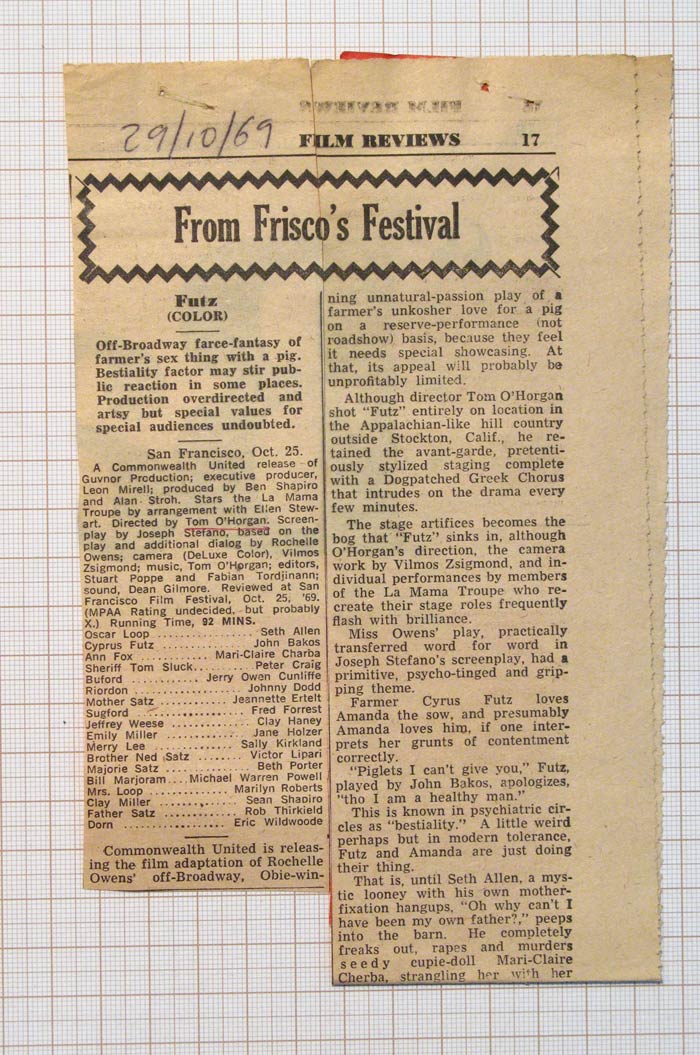 29/10/69
FILM REVIEWS 17
From Frisco's Festival
Futz
(COLOR)
Off-Broadway farce-fantasy of
farmer's sex thing with a pig.
Bestiality factor may stir pub-
lic reaction in some places.
Production overdirected and
artsy but special values for
special audiences undoubted.
San Francisco, Oct. 25.
A Commonwealth United release of
Guvnor Production; executive producer,
Leon Mirell; produced by Ben Shapiro
and Alan Stroh. Stars the La Mama
Troupe by arrangement with Ellen Stew-
art. Directed by Tom O'Horgan. Screen-
play by Joseph Stefano, based on the
play and additional dialog by Rochelle
Owens; camera (DeLuxe Color), Vilmos
Zsigmond; music, Tom O'Horgan; editors,
Stuart Poppe and Fabian Tordjinann;
sound, Dean Gilmore. Reviewed at San
Francisco Film Festival, Oct. 25, '69.
(MPAA Rating undecided, but probably
X.) Running Time, 92 MINS.
Oscar Loop ................ Seth Allen
Cyprus Futz ............... John Bakos
Ann Fox ........... Mari-Claire Charba
Sheriff Tom Sluck......... Peter Craig
Buford ............ Jerry Owen Cunliffe
Riordon ................ Johnny Dodd
Mother Satz ........... Jeannette Ertelt
Sugford ................. Fred Forrest
Jeffrey Weese ............. Clay Haney
Emily Miller ............. Jane Holzer
Merry Lee ............ Sally Kirkland
Brother Ned Satz ........ Victor Lipari
Majorie Satz ............. Beth Porter
Bill Marjoram... Michael Warren Powell
Mrs. Loop ............. Marilyn Roberts
Clay Miller ............. Sean Shapiro
Father Satz ............ Rob Thirkield
Dorn .................. Eric Wildwoode
Commonwealth United is releas-
ing the film adaptation of Rochelle
Owens' off-Broadway, Obie-win-
ning unnatural-passion play of a
farmer's unkosher love for a pig
on a reserve-performance (not
roadshow) basis, because they feel
it needs special showcasing. At
that, its appeal will probably be
unprofitably limited.
Although director Tom O'Horgan
shot "Futz" entirely on location in
the Appalachian-like hill country
outside Stockton, Calif., he re-
tained the avant-garde, pretenti-
ously stylized staging complete
with a Dogpatched Greek Chorus
that intrudes on the drama every
few minutes.
The stage artifices becomes the
bog that "Futz" sinks in, although
O'Horgan's direction, the camera
work by Vilmos Zsigmond, and in-
dividual performances by members
of the La Mama Troupe who re-
create their stage roles frequently
flash with brilliance.
Miss Owens' play, practically
transferred word for word in
Joseph Stefano's screenplay, had a
primitive, psycho-tinged and grip-
ping theme.
Farmer Cyrus Futz loves
Amanda the sow, and presumably
Amanda loves him, if one inter-
prets her grunts of contentment
correctly.
"Piglets I can't give you," Futz,
played by John Bakos, apologizes,
"tho I am a healthy man."
This is known in psychiatric cir-
cles as "bestiality." A little weird
perhaps but in modern tolerance,
Futz and Amanda are just doing
their thing.
That is, until Seth Allen, a mys-
tic looney with his own mother-
fixation hangups, "Oh why can't I
have been my own father?," peeps
into the barn. He completely
freaks out, rapes and murders
seedy cupie-doll Mari-Claire
Cherba, strangling her with her